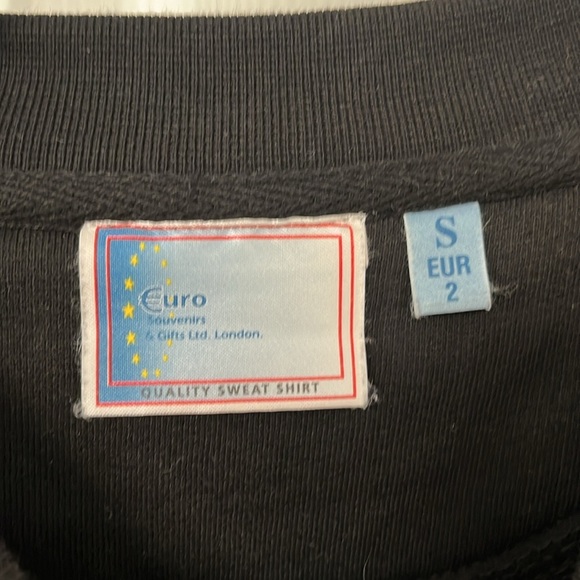 €uro
Souvenirs
& Gifts Ltd. London.
QUALITY SWEAT SHIRT
S
EUR
2